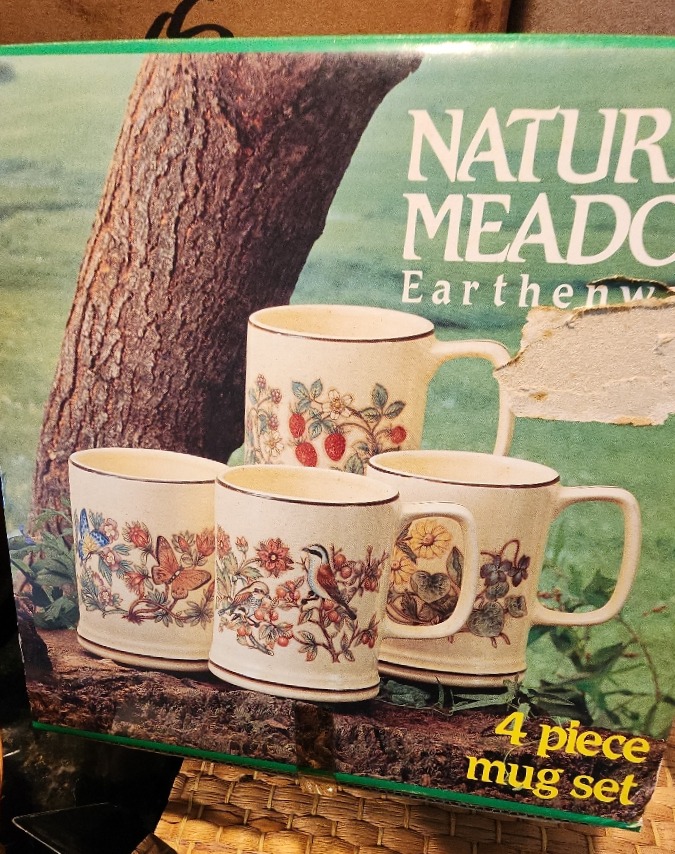 NATUR
MEADO
Earthenw
4 piece
mug set